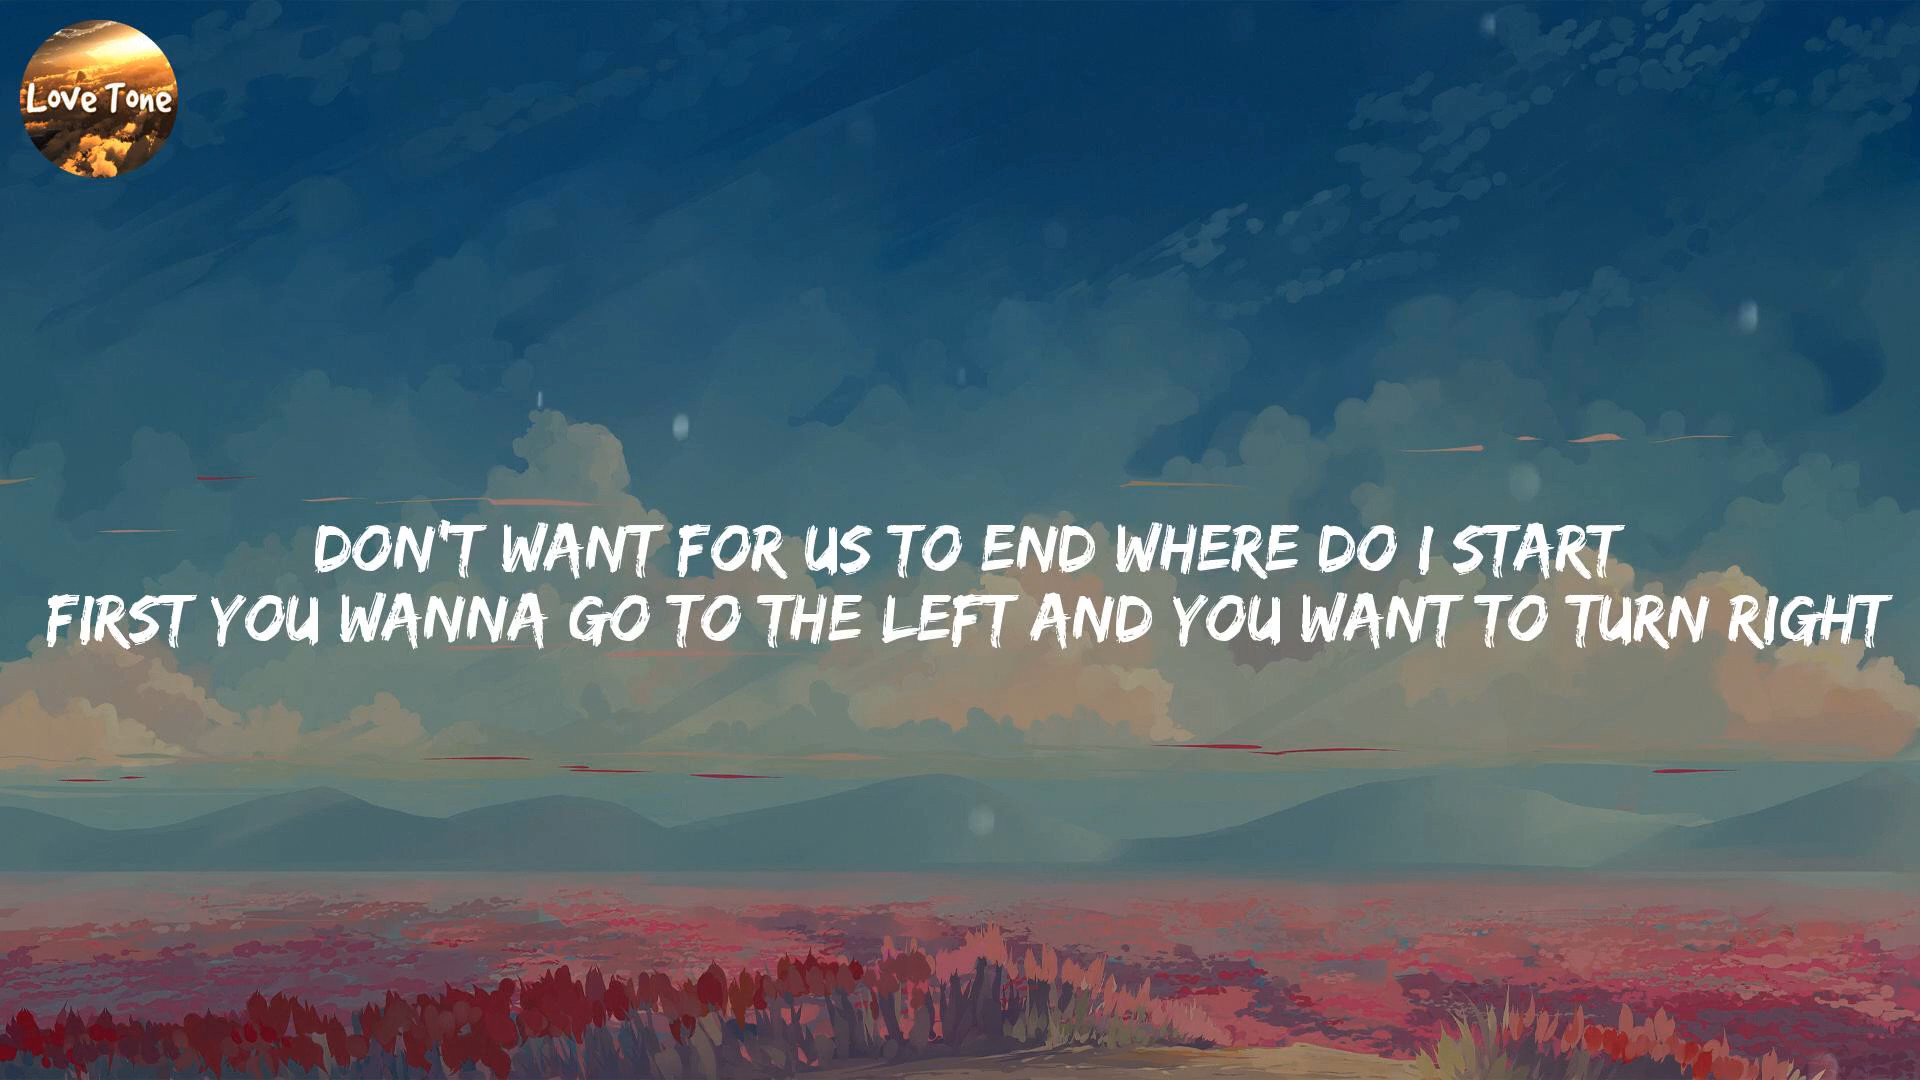 Love Tone
DON'T WANT FOR US TO END WHERE DO I START
FIRST YOU WANNA GO TO THE LEFT AND YOU WANT TO TURN RIGHT